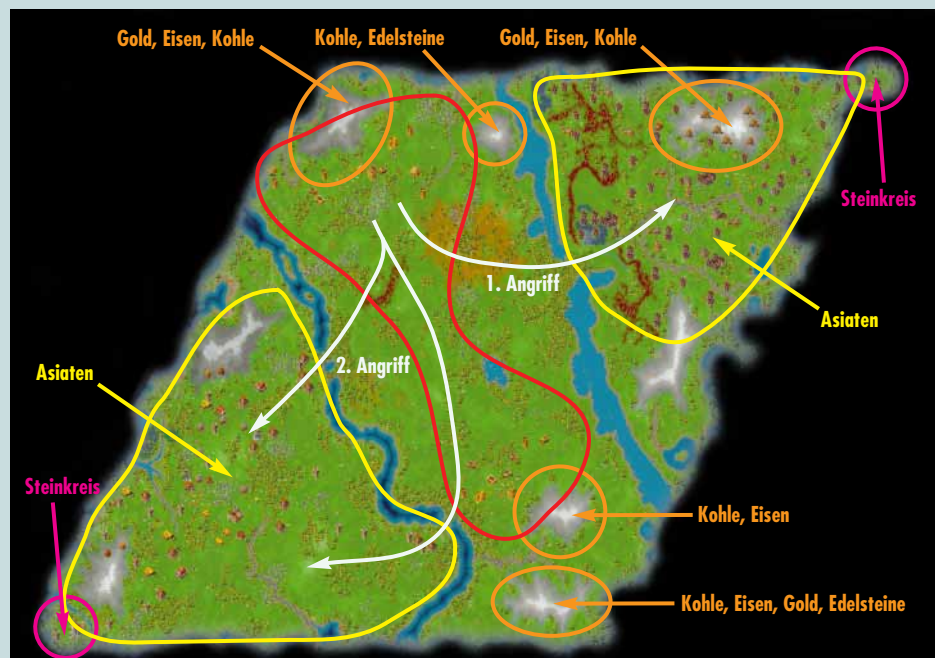 Gold, Eisen, Kohle
Kohle, Edelsteine
Gold, Eisen, Kohle
Steinkreis
1. Angriff
Asiaten
2. Angriff
Asiaten
Steinkreis
Kohle, Eisen
Kohle, Eisen, Gold, Edelsteine